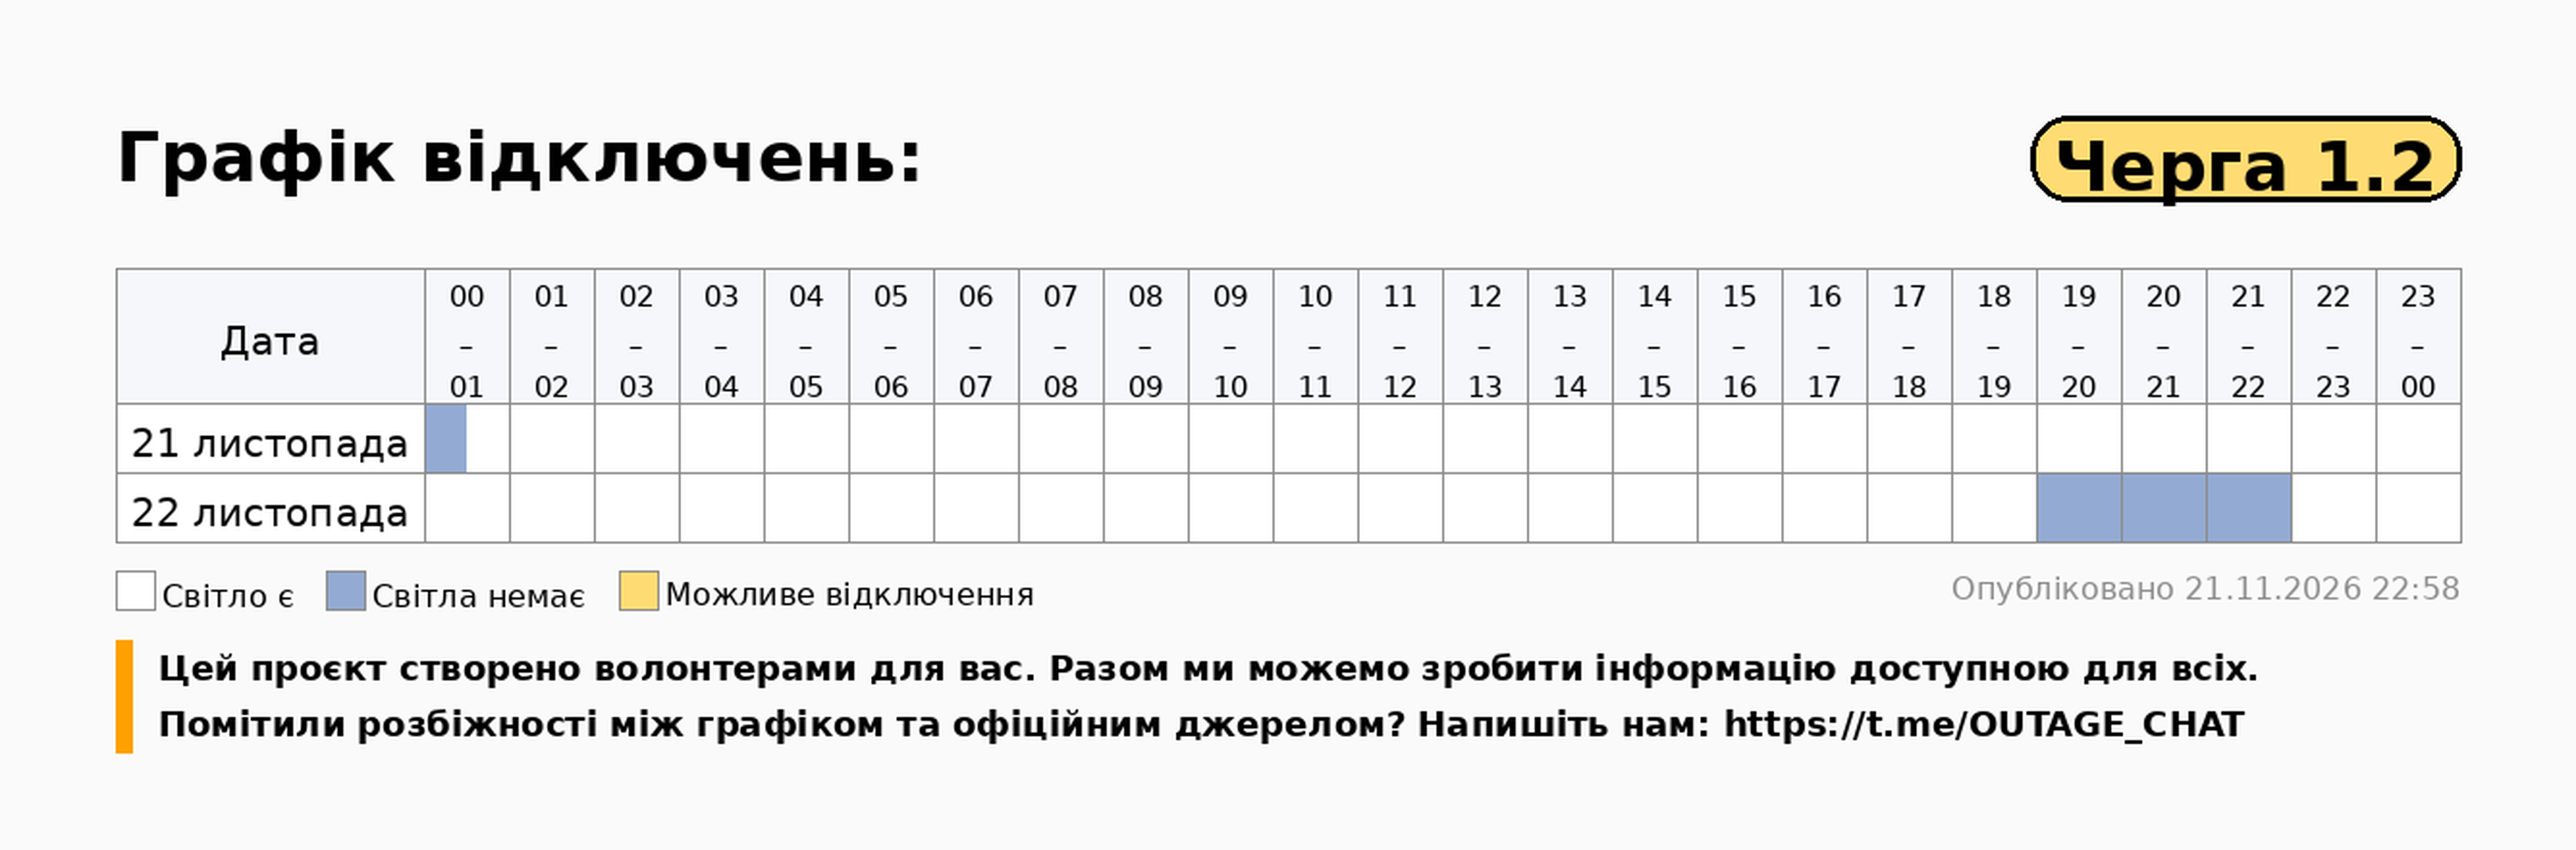 Графік відключень:
Черга 1.2
Дата 00 – 01 01 – 02 02 – 03 03 – 04 04 – 05 05 – 06 06 – 07 07 – 08 08 – 09 09 – 10 10 – 11 11 – 12 12 – 13 13 – 14 14 – 15 15 – 16 16 – 17 17 – 18 18 – 19 19 – 20 20 – 21 21 – 22 22 – 23 23 – 00
21 листопада
22 листопада
Світло є Світла немає Можливе відключення
Опубліковано 21.11.2026 22:58
Цей проєкт створено волонтерами для вас. Разом ми можемо зробити інформацію доступною для всіх.
Помітили розбіжності між графіком та офіційним джерелом? Напишіть нам: https://t.me/OUTAGE_CHAT